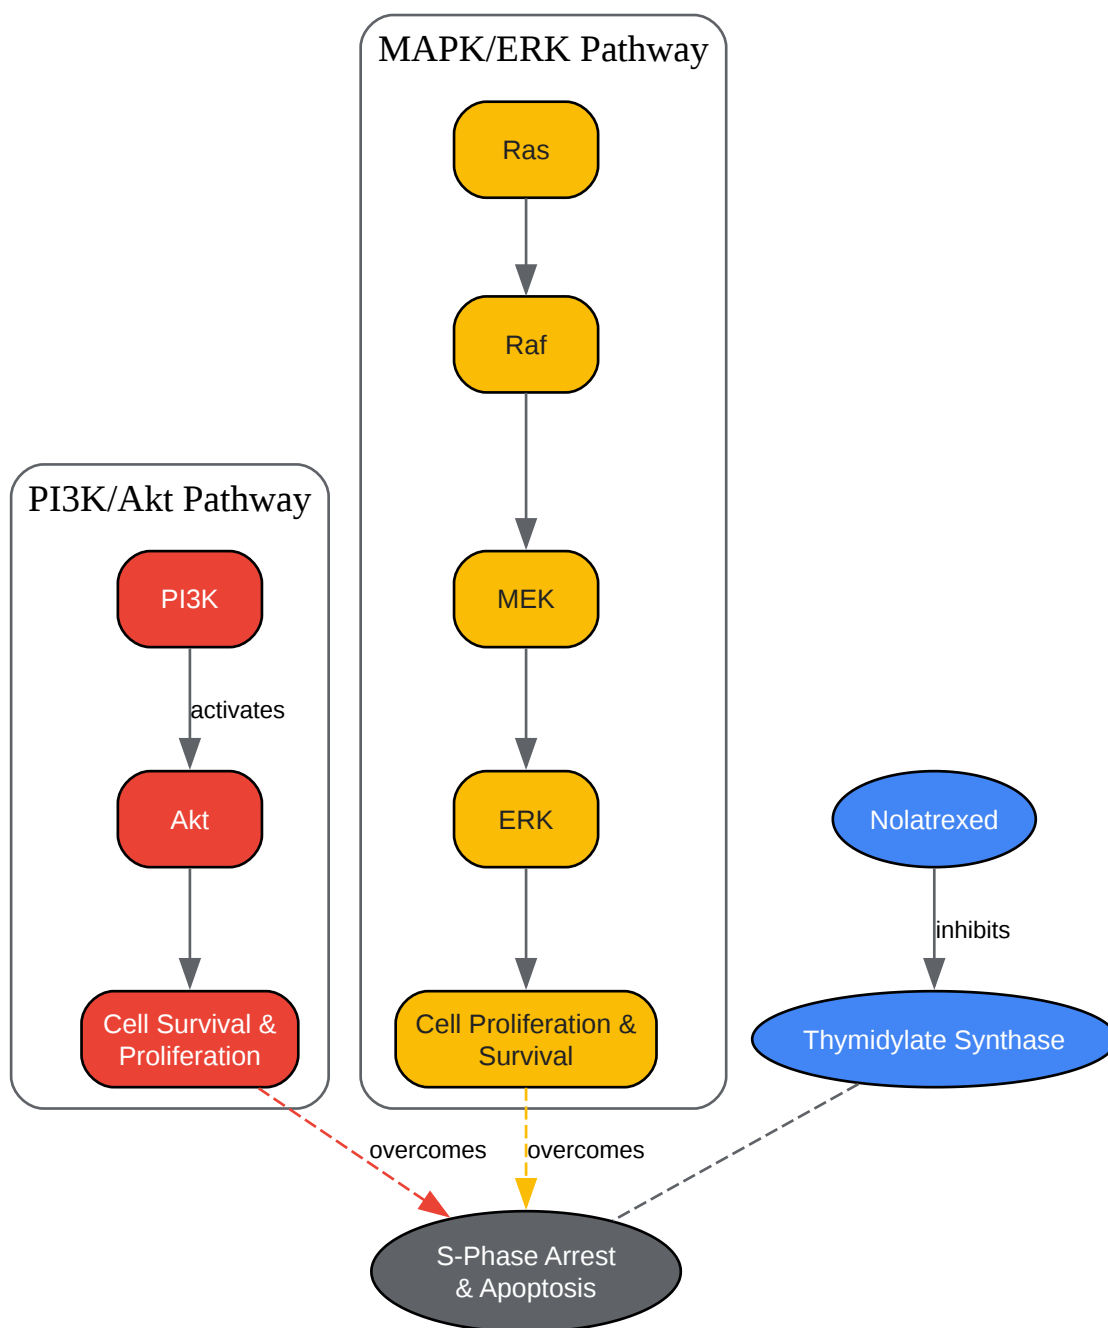 MAPK/ERK Pathway
Ras
Raf
PI3K/Akt Pathway
PI3K
MEK
activates
Akt
ERK
Nolatrexed
inhibits
Cell Survival &
Proliferation
Cell Proliferation &
Survival
Thymidylate Synthase
overcomes
overcomes
S-Phase Arrest
& Apoptosis